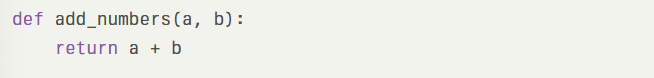 def add_numbers(a, b):
    return a + b